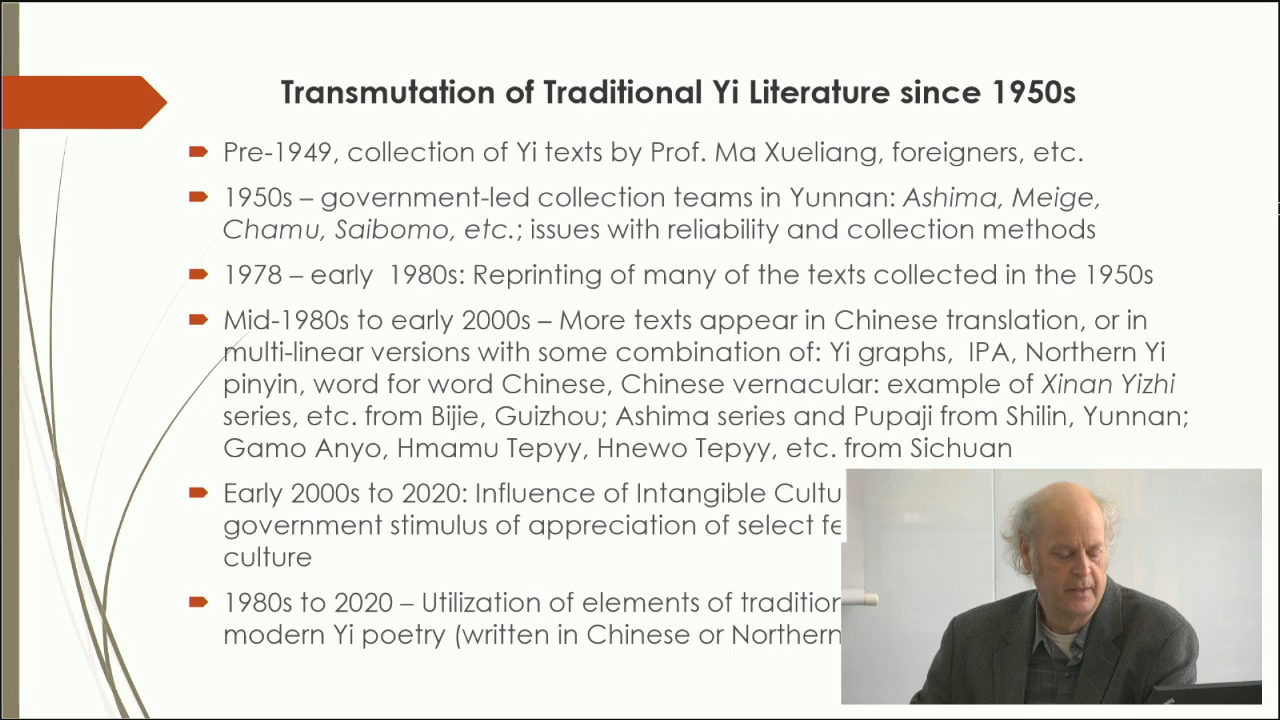 Transmutation of Traditional Yi Literature since 1950s
Pre-1949, collection of Yi texts by Prof. Ma Xueliang, foreigners, etc.
1950s – government-led collection teams in Yunnan: Ashima, Meige,
Chamu, Saibomo, etc.; issues with reliability and collection methods
1978 – early  1980s: Reprinting of many of the texts collected in the 1950s
Mid-1980s to early 2000s – More texts appear in Chinese translation, or in
multi-linear versions with some combination of: Yi graphs,  IPA, Northern Yi
pinyin, word for word Chinese, Chinese vernacular: example of Xinan Yizhi
series, etc. from Bijie, Guizhou; Ashima series and Pupaji from Shilin, Yunnan;
Gamo Anyo, Hmamu Tepyy, Hnewo Tepyy, etc. from Sichuan
Early 2000s to 2020: Influence of Intangible
government stimulus of appreciation of select
culture
1980s to 2020 – Utilization of elements of
modern Yi poetry (written in Chinese or Northern